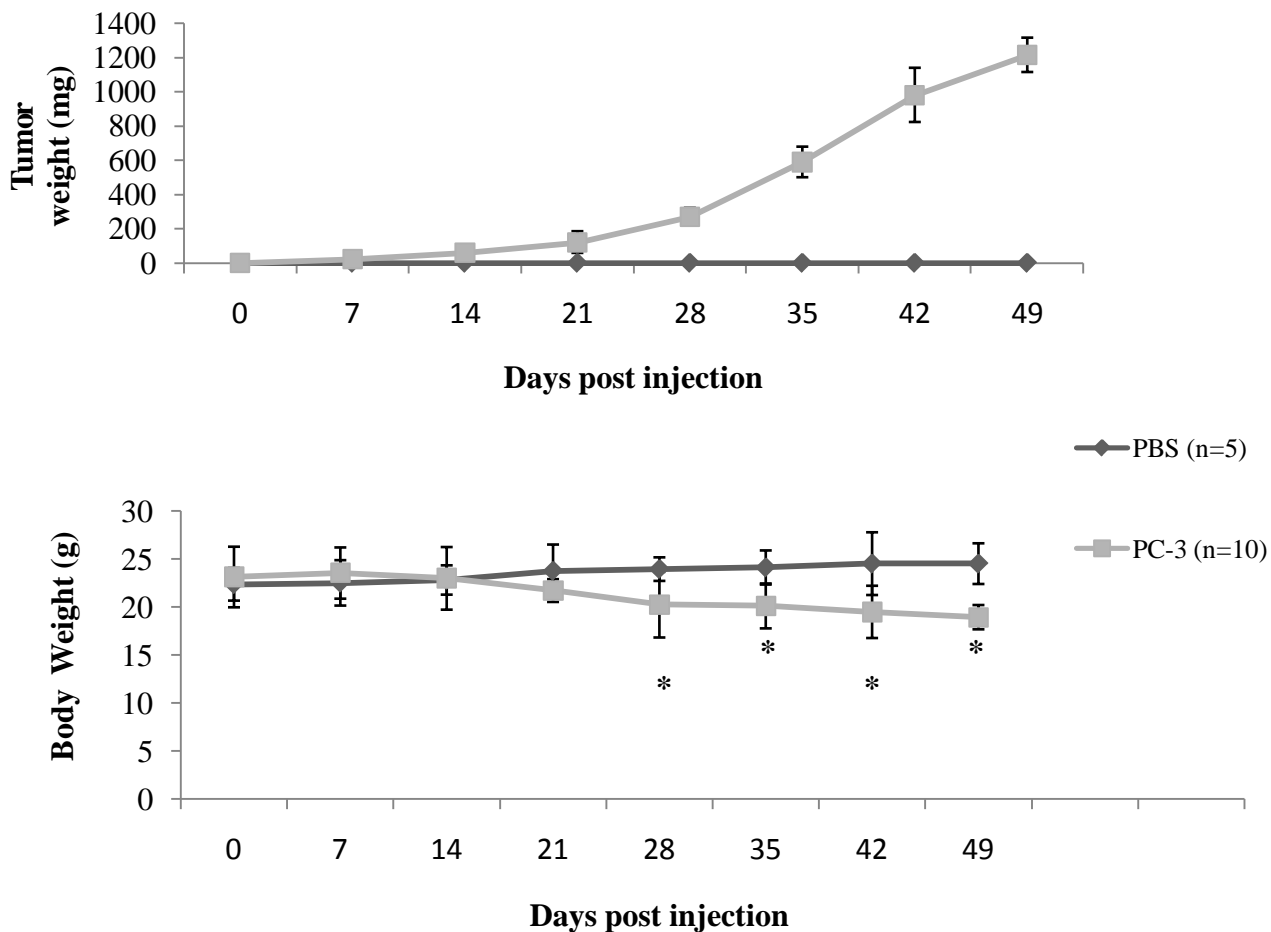 1400
1200
1000
800
600
400
200
0
Tumor
weight (mg)
0 7 14 21 28 35 42 49
Days post injection
PBS (n=5)
PC-3 (n=10)
30
25
20
15
10
5
0
Body Weight (g)
* * * *
0 7 14 21 28 35 42 49
Days post injection